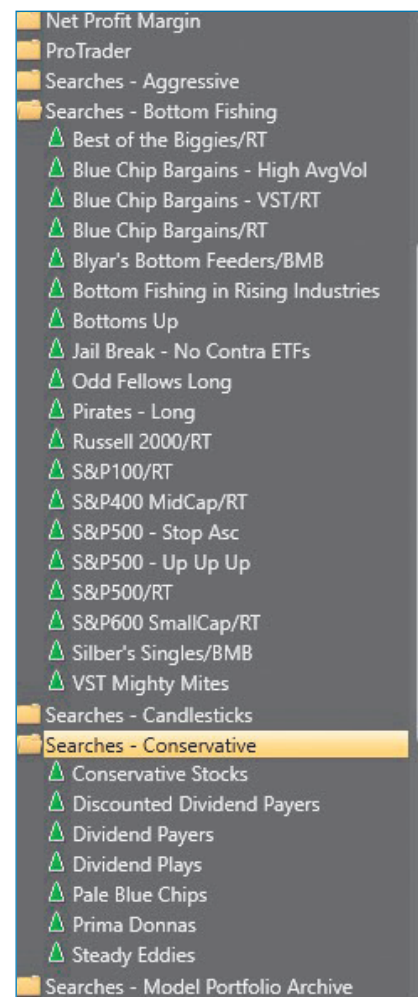 Net Profit Margin
ProTrader
Searches - Aggressive
Searches - Bottom Fishing
Best of the Biggies/RT
Blue Chip Bargains - High AvgVol
Blue Chip Bargains - VST/RT
Blue Chip Bargains/RT
Blyar's Bottom Feeders/BMB
Bottom Fishing in Rising Industries
Bottoms Up
Jail Break - No Contra ETFs
Odd Fellows Long
Pirates - Long
Russell 2000/RT
S&P100/RT
S&P400 MidCap/RT
S&P500 - Stop Asc
S&P500 - Up Up Up
S&P500/RT
S&P600 SmallCap/RT
Silber's Singles/BMB
VST Mighty Mites
Searches - Candlesticks
Searches - Conservative
Conservative Stocks
Discounted Dividend Payers
Dividend Payers
Dividend Plays
Pale Blue Chips
Prima Donnas
Steady Eddies
Searches - Model Portfolio Archive